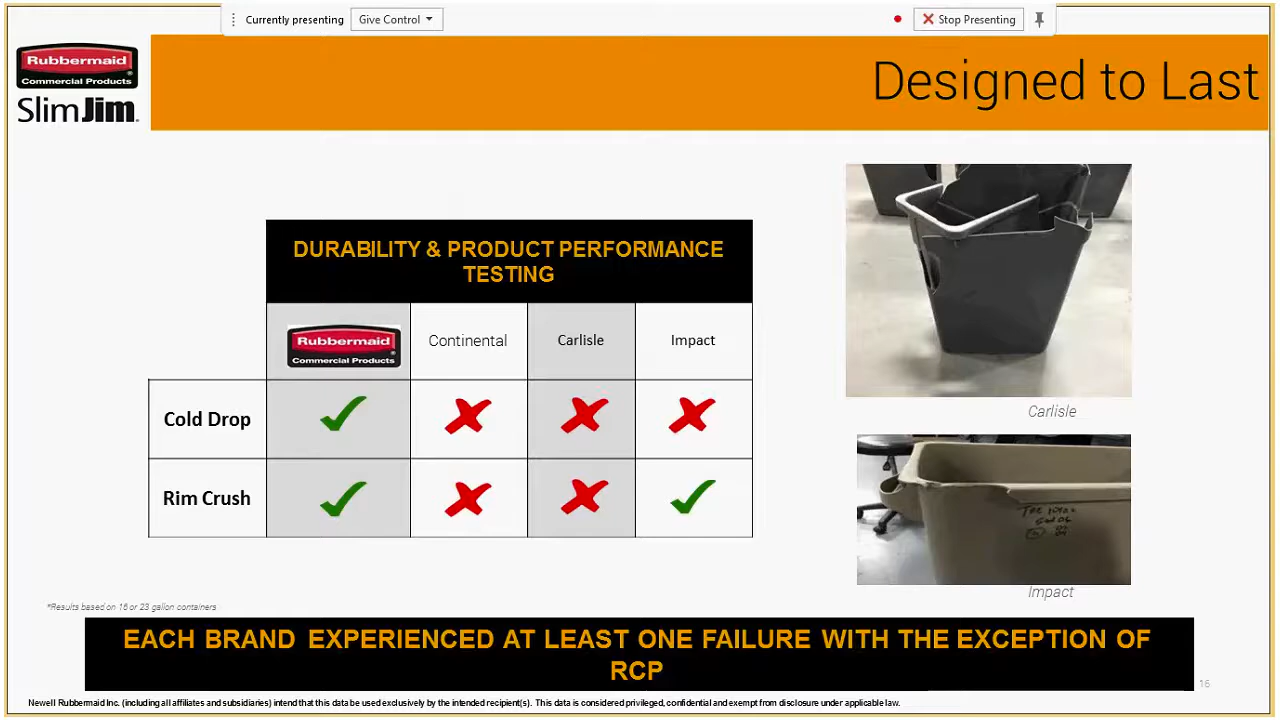 Currently presenting
Give Control
Stop Presenting
Rubbermaid
Commercial Products
SlimJim.
Designed to Last
DURABILITY & PRODUCT PERFORMANCE
TESTING
Rubbermaid
Commercial Products
Continental
Carlisle
Impact
Cold Drop
Rim Crush
Carlisle
Impact
*Results based on 16 or 23 gallon containers
EACH BRAND EXPERIENCED AT LEAST ONE FAILURE WITH THE EXCEPTION OF
RCP
16
Newell Rubbermaid Inc. (including all affiliates and subsidiaries) intend that this data be used exclusively by the intended recipient(s). This data is considered privileged, confidential and exempt from disclosure under applicable law.